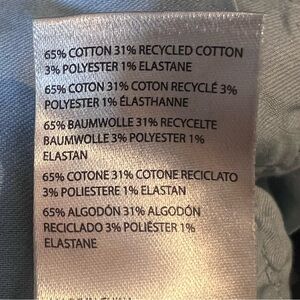 65% COTTON 31% RECYCLED COTTON
3% POLYESTER 1% ELASTANE
65% COTON 31% COTON RECYCLÉ 3%
POLYESTER 1% ÉLASTHANNE
65% BAUMWOLLE 31% RECYCELTE
BAUMWOLLE 3% POLYESTER 1%
ELASTAN
65% COTONE 31% COTONE RICICLATO
3% POLIESTERE 1% ELASTAN
65% ALGODÓN 31% ALGODÓN
RECICLADO 3% POLIÉSTER 1%
ELASTANE